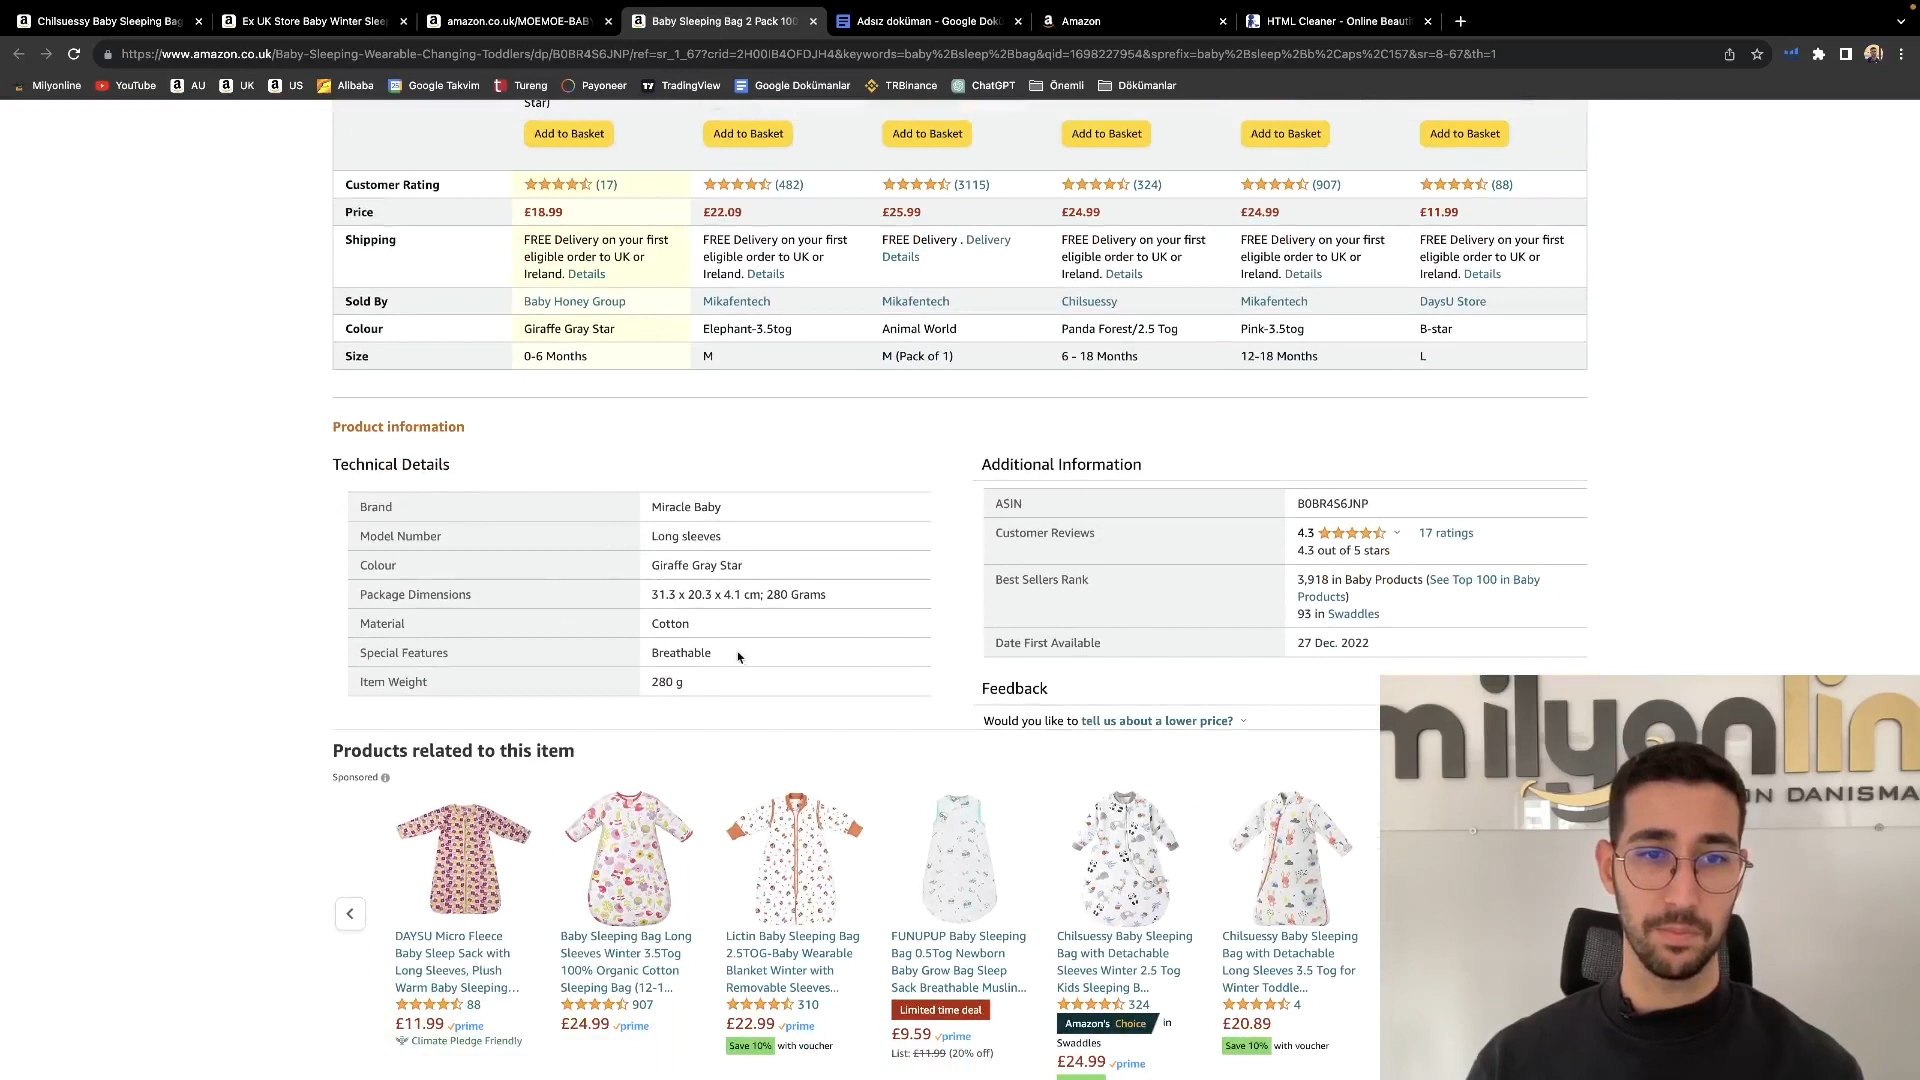 Chilsuessy Baby Sleeping Bag
Ex UK Store Baby Winter Slee
amazon.co.uk/MOEMOE-BAB
Baby Sleeping Bag 2 Pack 100
Adsız doküman - Google Dokü
Amazon
HTML Cleaner - Online Beauti
https://www.amazon.co.uk/Baby-Sleeping-Wearable-Changing-Toddlers/dp/B0BR4S6JNP/ref=sr_1_67?crid=2H00IB4OFDJH4&keywords=baby%2Bsleep%2Bbag&qid=1698227954&sprefix=baby%2Bsleep%2Bb%2Caps%2C157&sr=8-67&th=1
Milyonline
YouTube
AU
UK
US
Alibaba
Google Takvim
Tureng
Payoneer
TradingView
Google Dokümanlar
TRBinance
ChatGPT
Önemli
Dökümanlar
Star)
Add to Basket Add to Basket Add to Basket Add to Basket Add to Basket Add to Basket
Customer Rating (17) (482) (3115) (324) (907) (88)
Price £18.99 £22.09 £25.99 £24.99 £24.99 £11.99
Shipping FREE Delivery on your first FREE Delivery on your first FREE Delivery . Delivery FREE Delivery on your first FREE Delivery on your first FREE Delivery on your first
eligible order to UK or eligible order to UK or Details eligible order to UK or eligible order to UK or eligible order to UK or
Ireland. Details Ireland. Details Ireland. Details Ireland. Details Ireland. Details
Sold By Baby Honey Group Mikafentech Mikafentech Chilsuessy Mikafentech DaysU Store
Colour Giraffe Gray Star Elephant-3.5tog Animal World Panda Forest/2.5 Tog Pink-3.5tog B-star
Size 0-6 Months M M (Pack of 1) 6 - 18 Months 12-18 Months L
Product information
Technical Details
Brand Miracle Baby
Model Number Long sleeves
Colour Giraffe Gray Star
Package Dimensions 31.3 x 20.3 x 4.1 cm; 280 Grams
Material Cotton
Special Features Breathable
Item Weight 280 g
Additional Information
ASIN B0BR4S6JNP
Customer Reviews 4.3 17 ratings
4.3 out of 5 stars
Best Sellers Rank 3,918 in Baby Products (See Top 100 in Baby
Products)
93 in Swaddles
Date First Available 27 Dec. 2022
Feedback
Would you like to tell us about a lower price?
Products related to this item
Sponsored
DAYSU Micro Fleece
Baby Sleep Sack with
Long Sleeves, Plush
Warm Baby Sleeping…
88
£11.99 prime
Climate Pledge Friendly
Baby Sleeping Bag Long
Sleeves Winter 3.5Tog
100% Organic Cotton
Sleeping Bag (12-1…
907
£24.99 prime
Lictin Baby Sleeping Bag
2.5TOG-Baby Wearable
Blanket Winter with
Removable Sleeves…
310
£22.99 prime
Save 10% with voucher
FUNUPUP Baby Sleeping
Bag 0.5Tog Newborn
Baby Grow Bag Sleep
Sack Breathable Muslin…
Limited time deal
£9.59 prime
List: £11.99 (20% off)
Chilsuessy Baby Sleeping
Bag with Detachable
Sleeves Winter 2.5 Tog
Kids Sleeping B…
324
Amazon's Choice in
Swaddles
£24.99 prime
Chilsuessy Baby Sleeping
Bag with Detachable
Long Sleeves 3.5 Tog for
Winter Toddle…
4
£20.89
Save 10% with voucher
milyonlin
N DANISMA